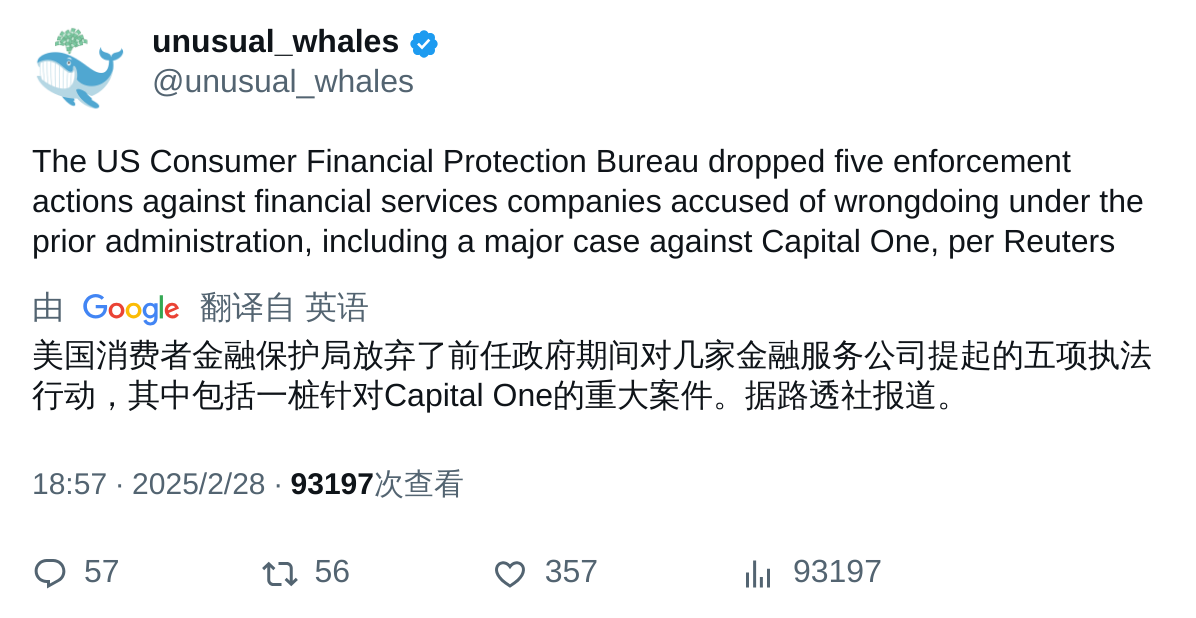 unusual_whales
@unusual_whales
The US Consumer Financial Protection Bureau dropped five enforcement
actions against financial services companies accused of wrongdoing under the
prior administration, including a major case against Capital One, per Reuters
由 Google 翻译自 英语
美国消费者金融保护局放弃了前任政府期间对几家金融服务公司提起的五项执法
行动，其中包括一桩针对Capital One的重大案件。据路透社报道。
18:57 · 2025/2/28 · 93197次查看
57 56 357 93197